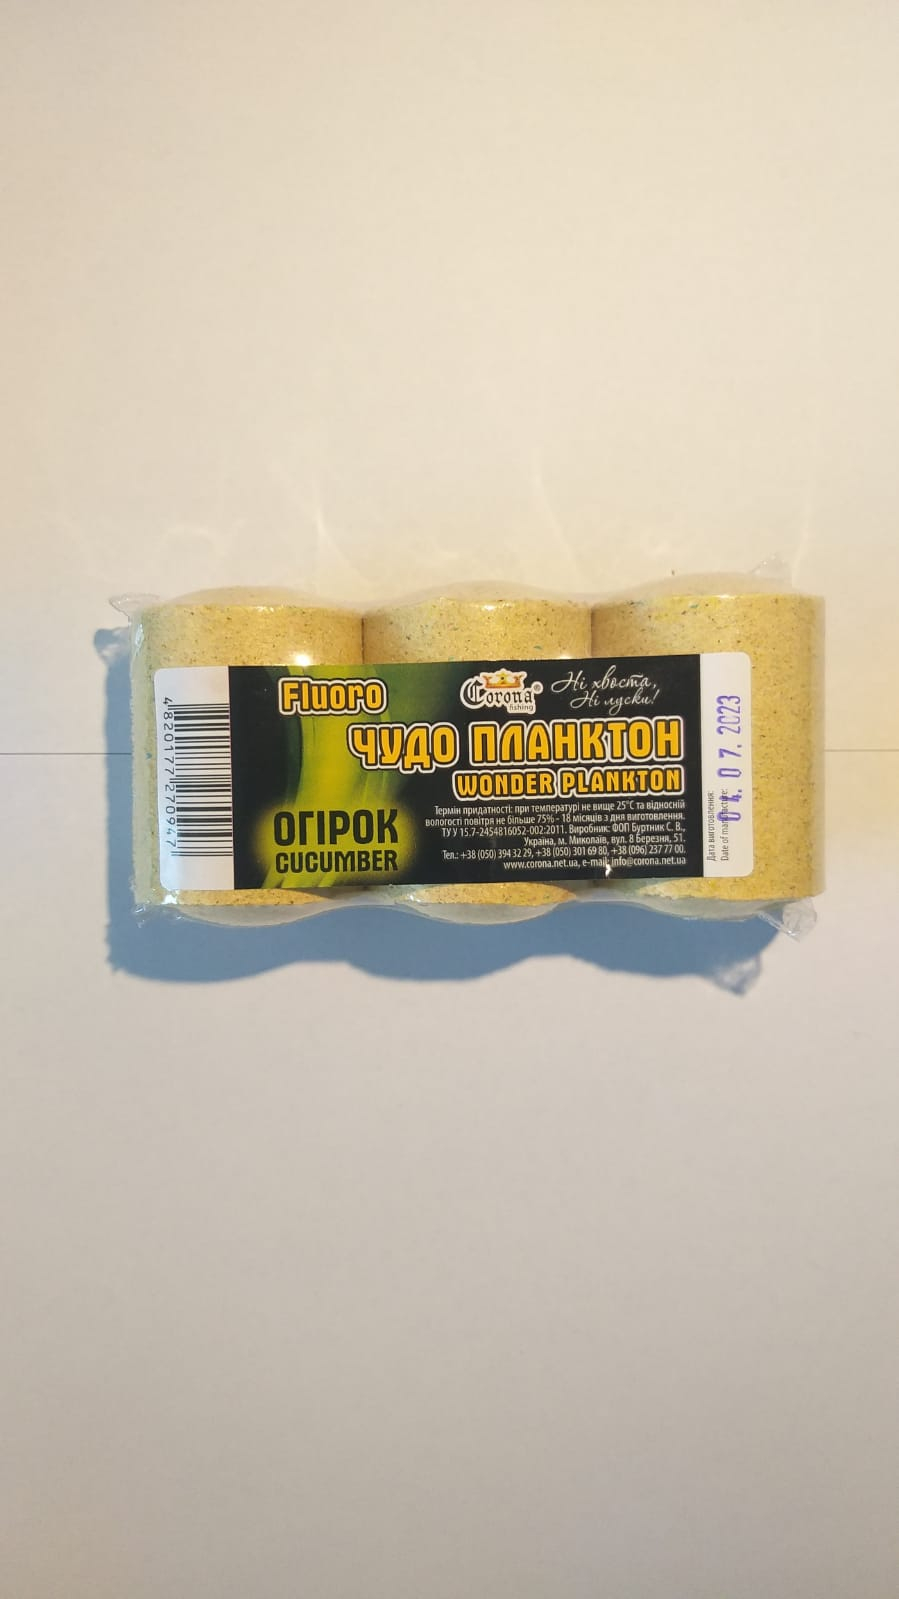 Fluoro
Corona®
fishing
Ні хвоста,
Ні луски!
ЧУДО ПЛАНКТОН
WONDER PLANKTON
ОГІРОК
CUCUMBER
Термін придатності: при температурі не вище 25°C та відносній
вологості повітря не більше 75% - 18 місяців з дня виготовлення.
ТУ У 15.7-2454816052-002:2011. Виробник: ФОП Буртник С. В.,
Україна, м. Миколаїв, вул. 8 Березня, 51.
Тел.: +38 (050) 394 32 29, +38 (050) 301 69 80, +38 (096) 237 77 00.
www.corona.net.ua, e-mail: info@corona.net.ua
4820177270947
Дата виготовлення:
Date of manufacture:
04. 07. 2023